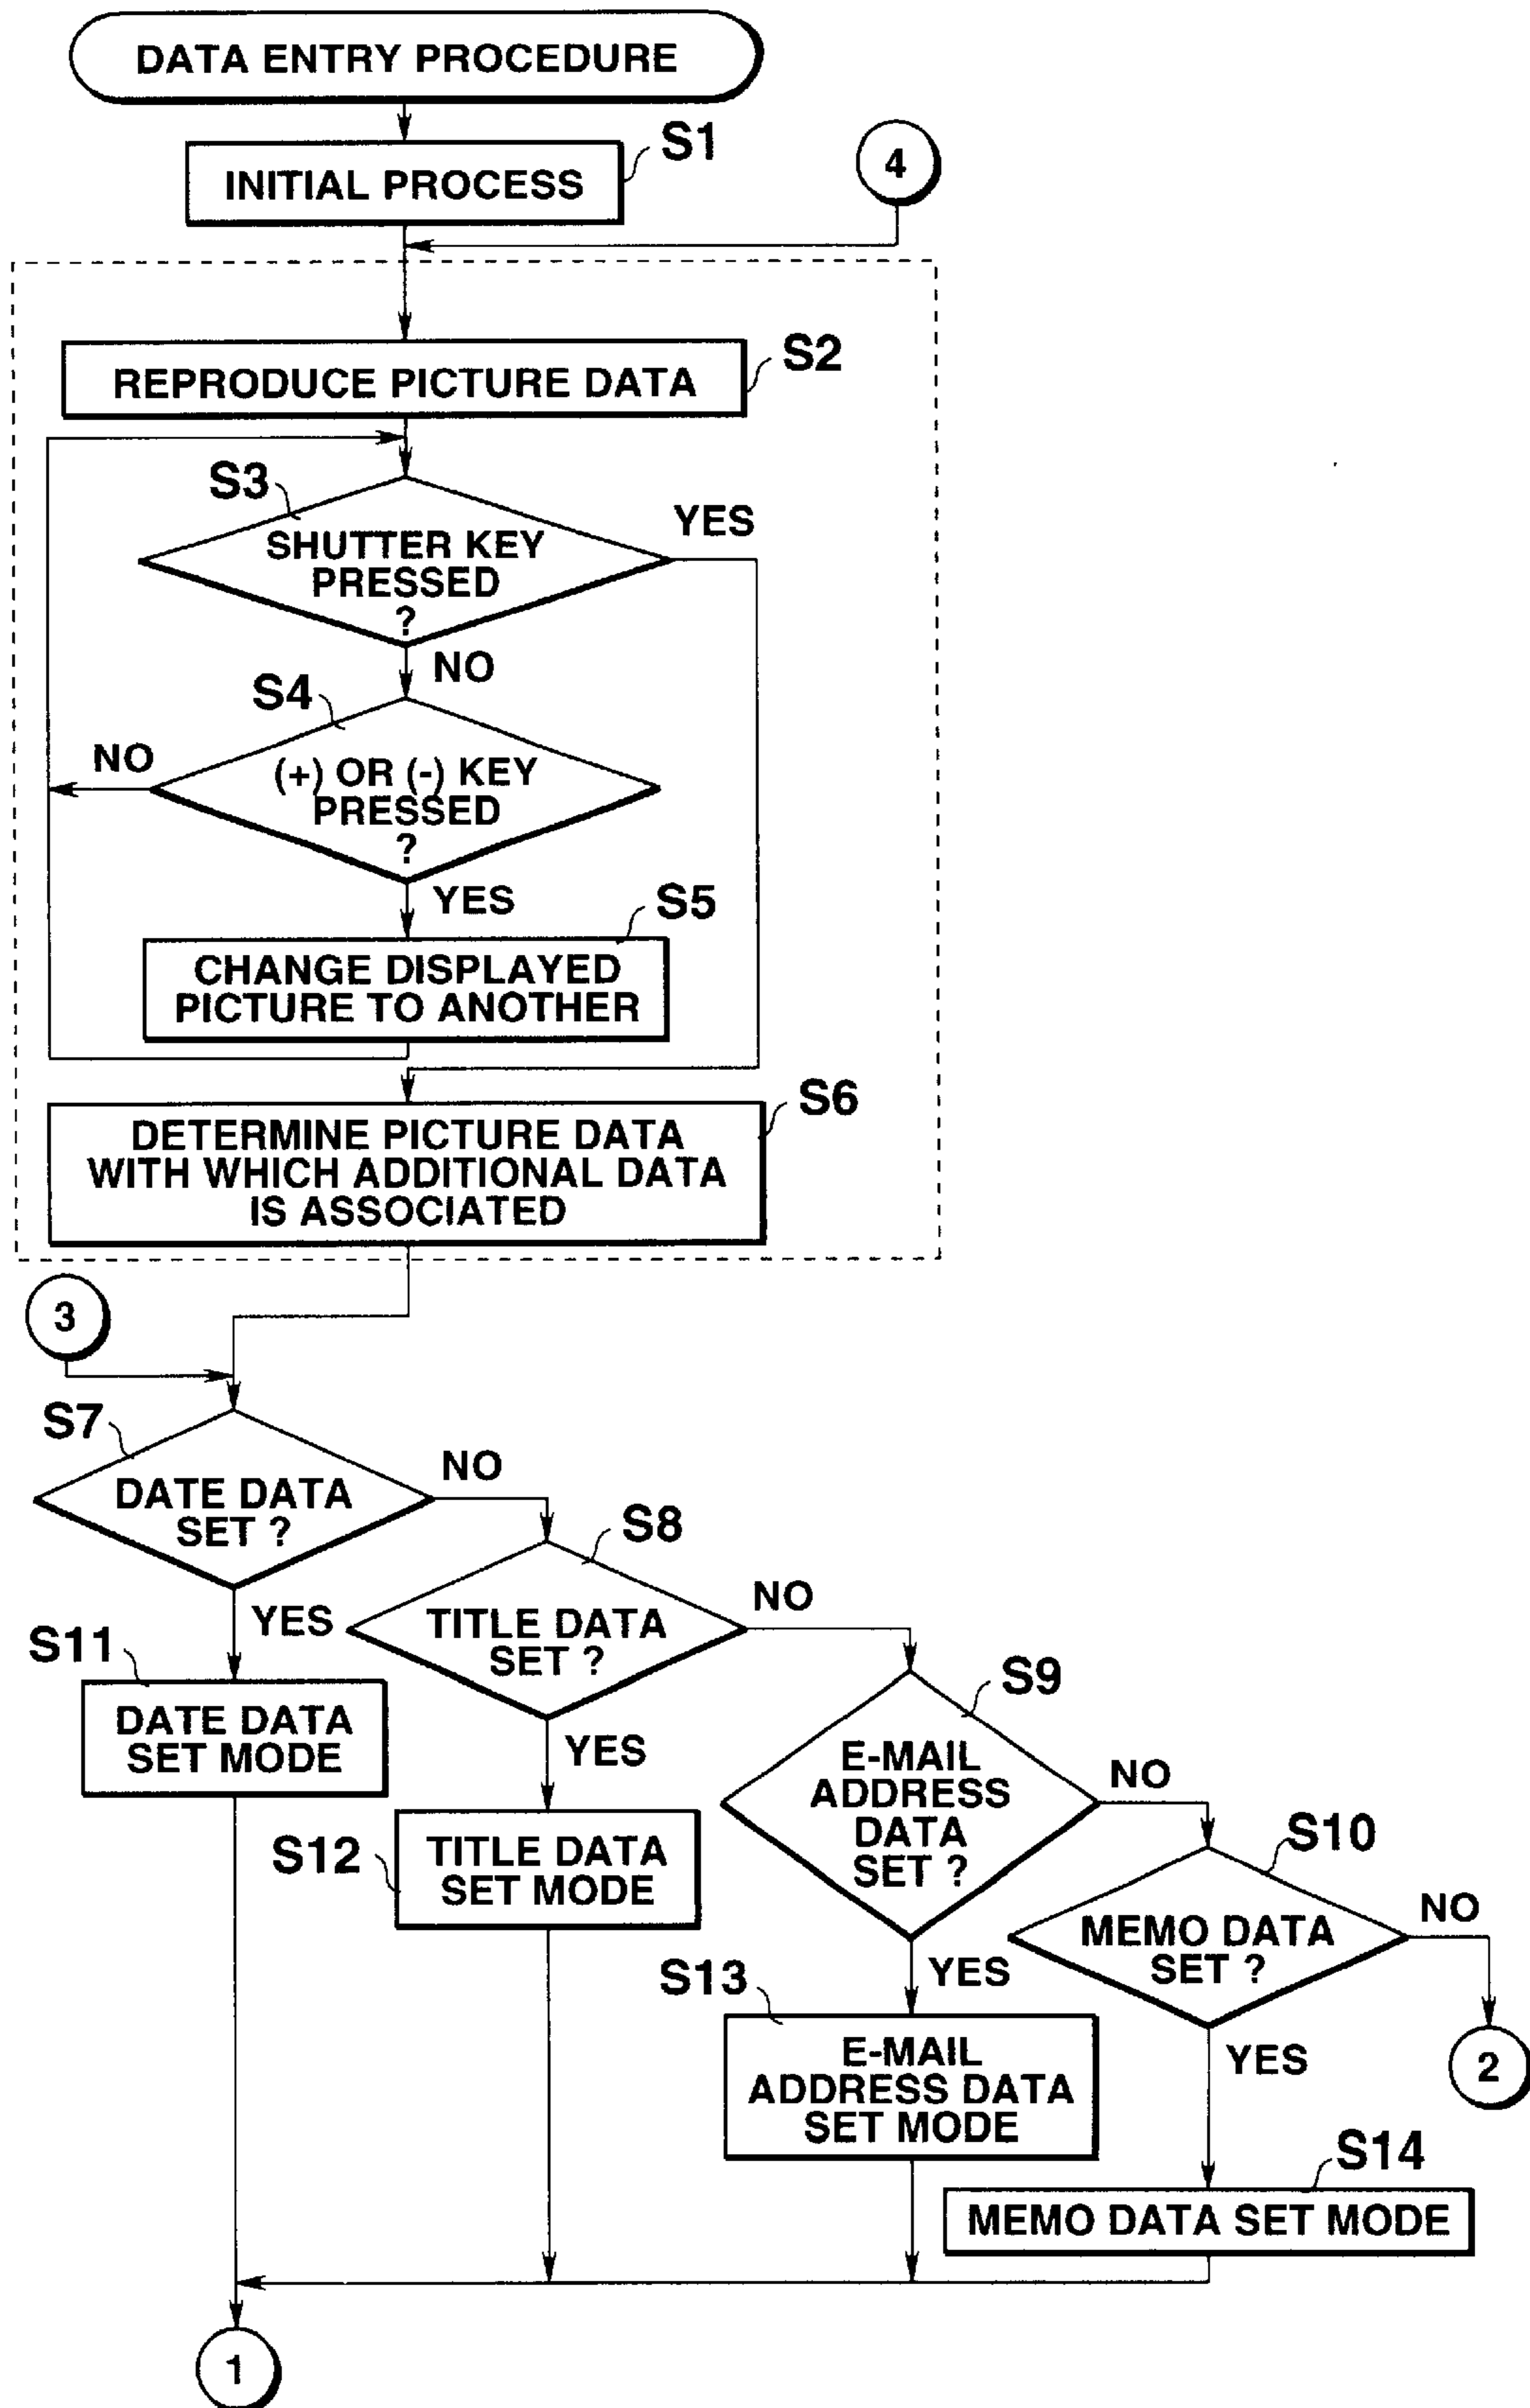 DATA ENTRY PROCEDURE
S1
INITIAL PROCESS
4
S2
REPRODUCE PICTURE DATA
S3
YES
SHUTTER KEY
PRESSED
?
NO
S4
NO
(+) OR (-) KEY
PRESSED
?
YES
S5
CHANGE DISPLAYED
PICTURE TO ANOTHER
S6
DETERMINE PICTURE DATA
WITH WHICH ADDITIONAL DATA
IS ASSOCIATED
3
S7
NO
DATE DATA
SET ?
YES
S8
NO
TITLE DATA
SET ?
YES
S11
DATE DATA
SET MODE
S9
NO
E-MAIL
ADDRESS
DATA
SET ?
YES
S12
TITLE DATA
SET MODE
S10
NO
MEMO DATA
SET ?
YES
2
S13
E-MAIL
ADDRESS DATA
SET MODE
S14
MEMO DATA SET MODE
1